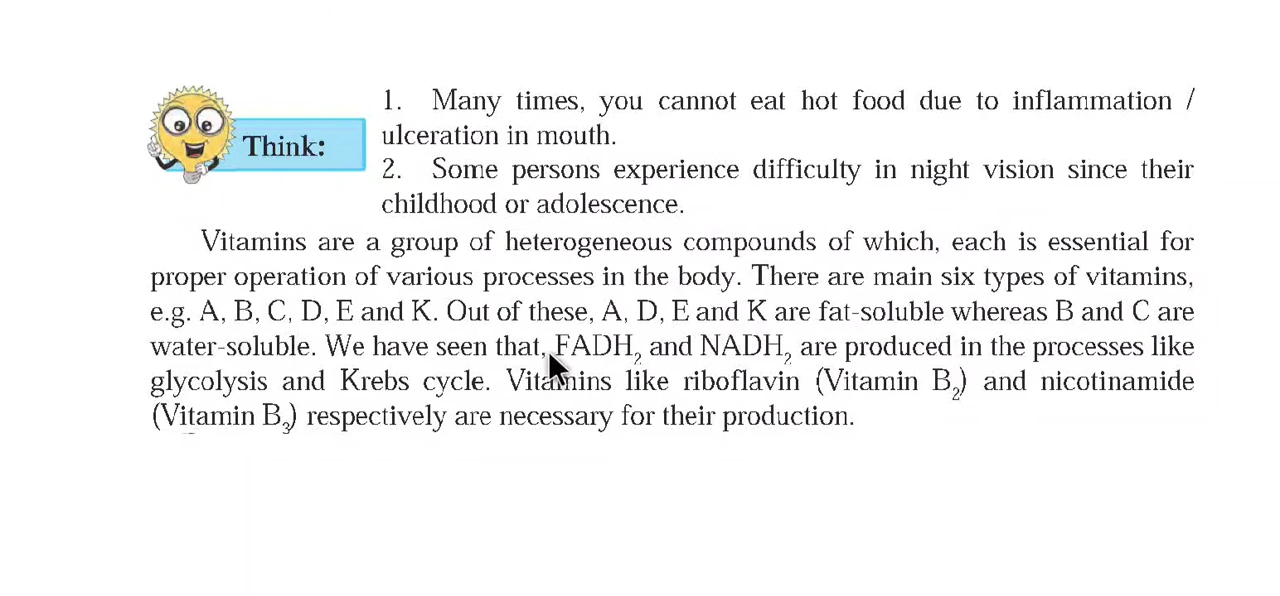 Think:
1. Many times, you cannot eat hot food due to inflammation /
ulceration in mouth.
2. Some persons experience difficulty in night vision since their
childhood or adolescence.
Vitamins are a group of heterogeneous compounds of which, each is essential for
proper operation of various processes in the body. There are main six types of vitamins,
e.g. A, B, C, D, E and K. Out of these, A, D, E and K are fat-soluble whereas B and C are
water-soluble. We have seen that, FADH₂ and NADH₂ are produced in the processes like
glycolysis and Krebs cycle. Vitamins like riboflavin (Vitamin B₂) and nicotinamide
(Vitamin B₃) respectively are necessary for their production.